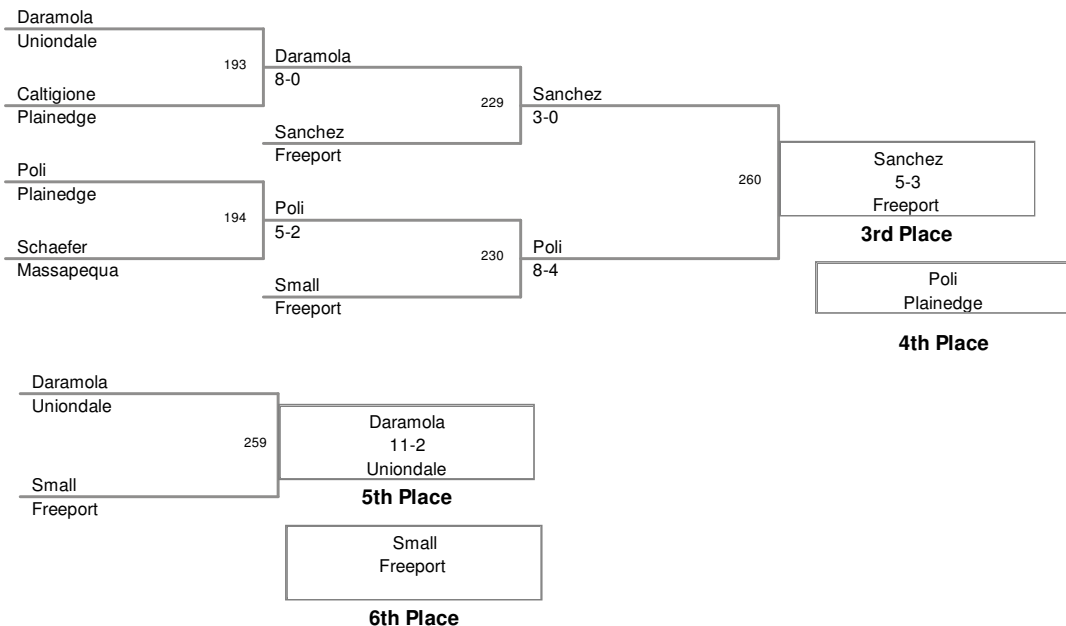 Daramola
Uniondale
193
Daramola
8-0
Caltigione
Plainedge
229
Sanchez
3-0
Sanchez
Freeport
Poli
Plainedge
194
Poli
5-2
Schaefer
Massapequa
230
Poli
8-4
Small
Freeport
260
Sanchez
5-3
Freeport
3rd Place
Poli
Plainedge
4th Place
Daramola
Uniondale
259
Small
Freeport
Daramola
11-2
Uniondale
5th Place
Small
Freeport
6th Place